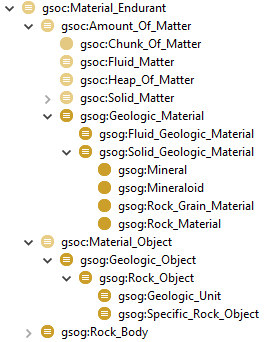 gsoc:Material_Endurant
gsoc:Amount_Of_Matter
gsoc:Chunk_Of_Matter
gsoc:Fluid_Matter
gsoc:Heap_Of_Matter
gsoc:Solid_Matter
gsog:Geologic_Material
gsog:Fluid_Geologic_Material
gsog:Solid_Geologic_Material
gsog:Mineral
gsog:Mineraloid
gsog:Rock_Grain_Material
gsog:Rock_Material
gsoc:Material_Object
gsog:Geologic_Object
gsog:Rock_Object
gsog:Geologic_Unit
gsog:Specific_Rock_Object
gsog:Rock_Body